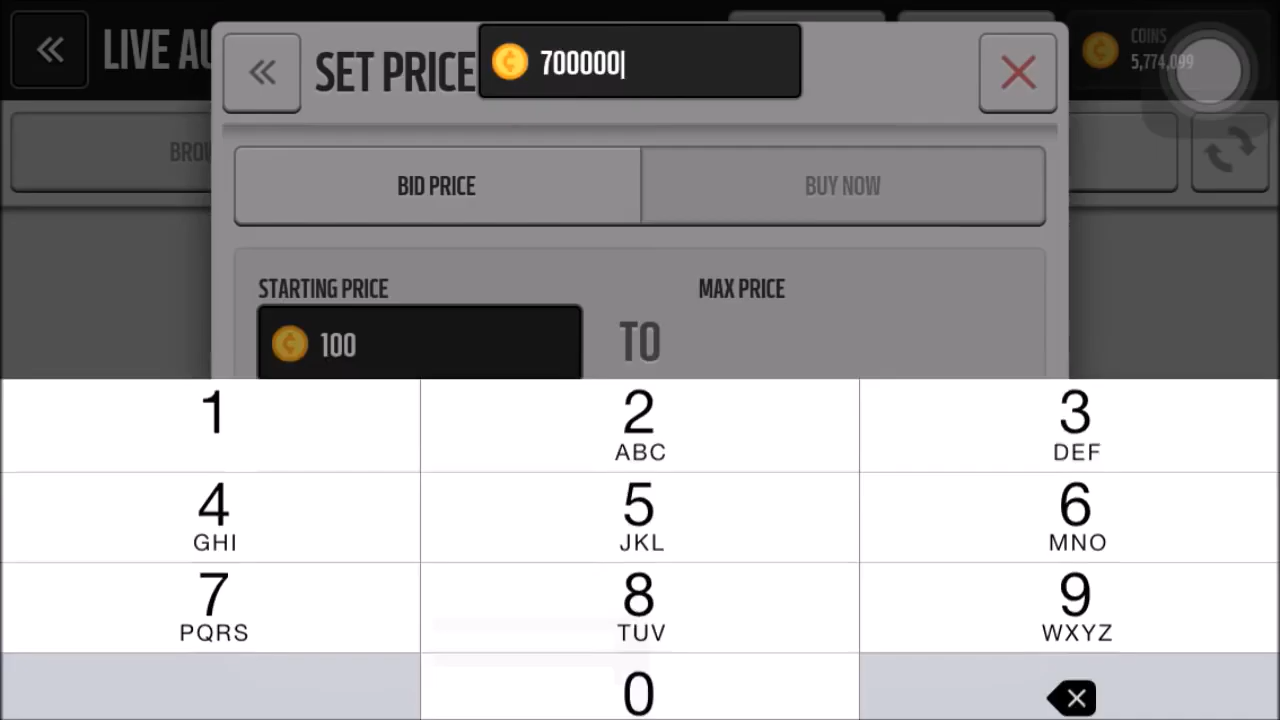 LIVE AU
SET PRICE
700000
COINS
5,774,099
BROW
BID PRICE
BUY NOW
STARTING PRICE
MAX PRICE
100
TO
1
2
ABC
3
DEF
4
GHI
5
JKL
6
MNO
7
PQRS
8
TUV
9
WXYZ
0